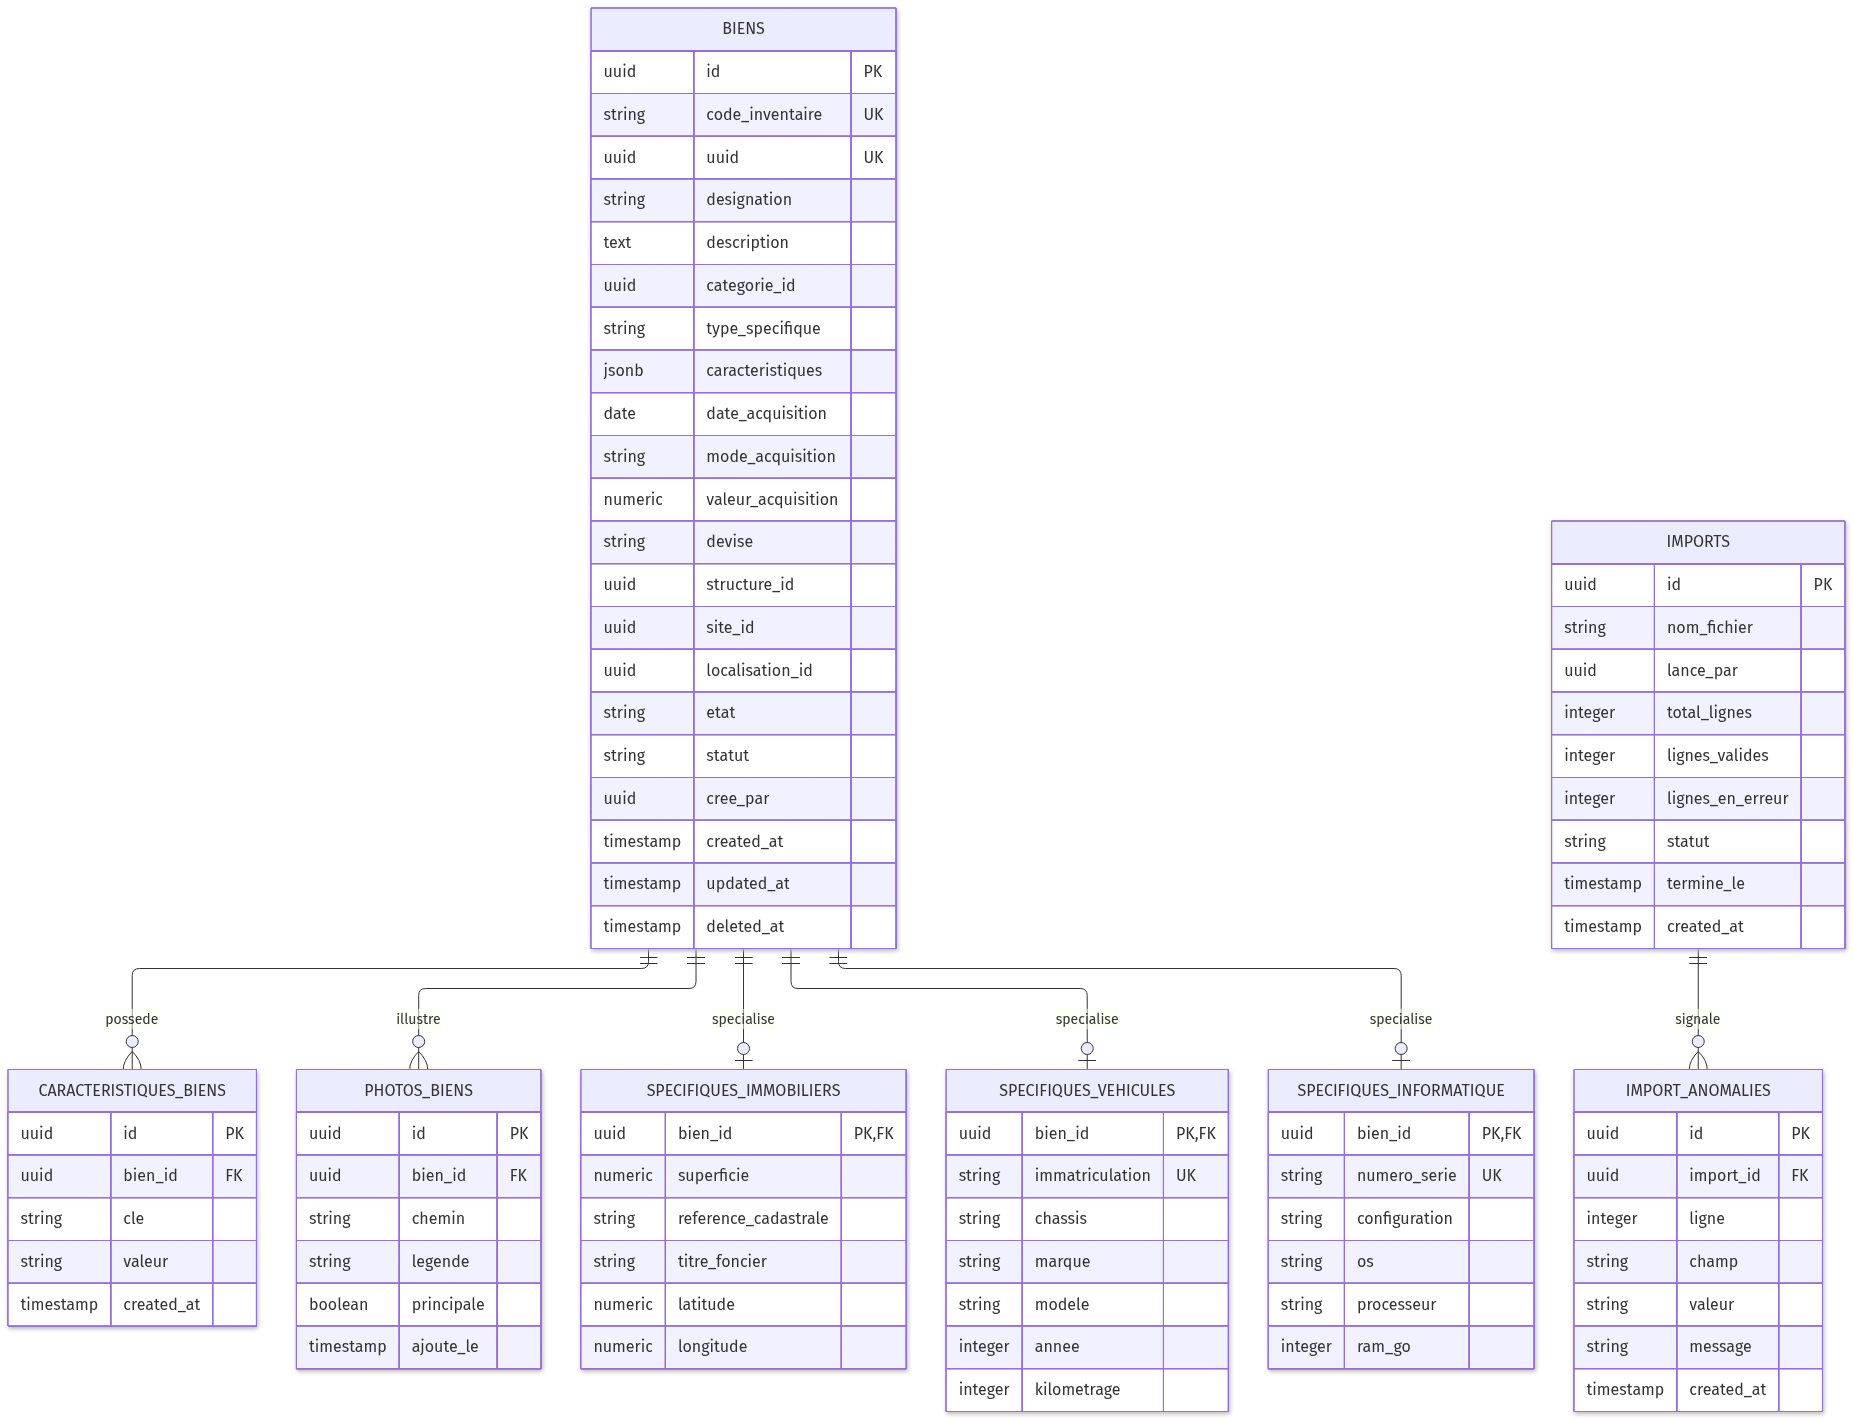 BIENS
uuid id PK
string code_inventaire UK
uuid uuid UK
string designation
text description
uuid categorie_id
string type_specifique
jsonb caracteristiques
date date_acquisition
string mode_acquisition
numeric valeur_acquisition
string devise
uuid structure_id
uuid site_id
uuid localisation_id
string etat
string statut
uuid cree_par
timestamp created_at
timestamp updated_at
timestamp deleted_at
IMPORTS
uuid id PK
string nom_fichier
uuid lance_par
integer total_lignes
integer lignes_valides
integer lignes_en_erreur
string statut
timestamp termine_le
timestamp created_at
possede
illustre
specialise
specialise
specialise
signale
CARACTERISTIQUES_BIENS
uuid id PK
uuid bien_id FK
string cle
string valeur
timestamp created_at
PHOTOS_BIENS
uuid id PK
uuid bien_id FK
string chemin
string legende
boolean principale
timestamp ajoute_le
SPECIFIQUES_IMMOBILIERS
uuid bien_id PK,FK
numeric superficie
string reference_cadastrale
string titre_foncier
numeric latitude
numeric longitude
SPECIFIQUES_VEHICULES
uuid bien_id PK,FK
string immatriculation UK
string chassis
string marque
string modele
integer annee
integer kilometrage
SPECIFIQUES_INFORMATIQUE
uuid bien_id PK,FK
string numero_serie UK
string configuration
string os
string processeur
integer ram_go
IMPORT_ANOMALIES
uuid id PK
uuid import_id FK
integer ligne
string champ
string valeur
string message
timestamp created_at